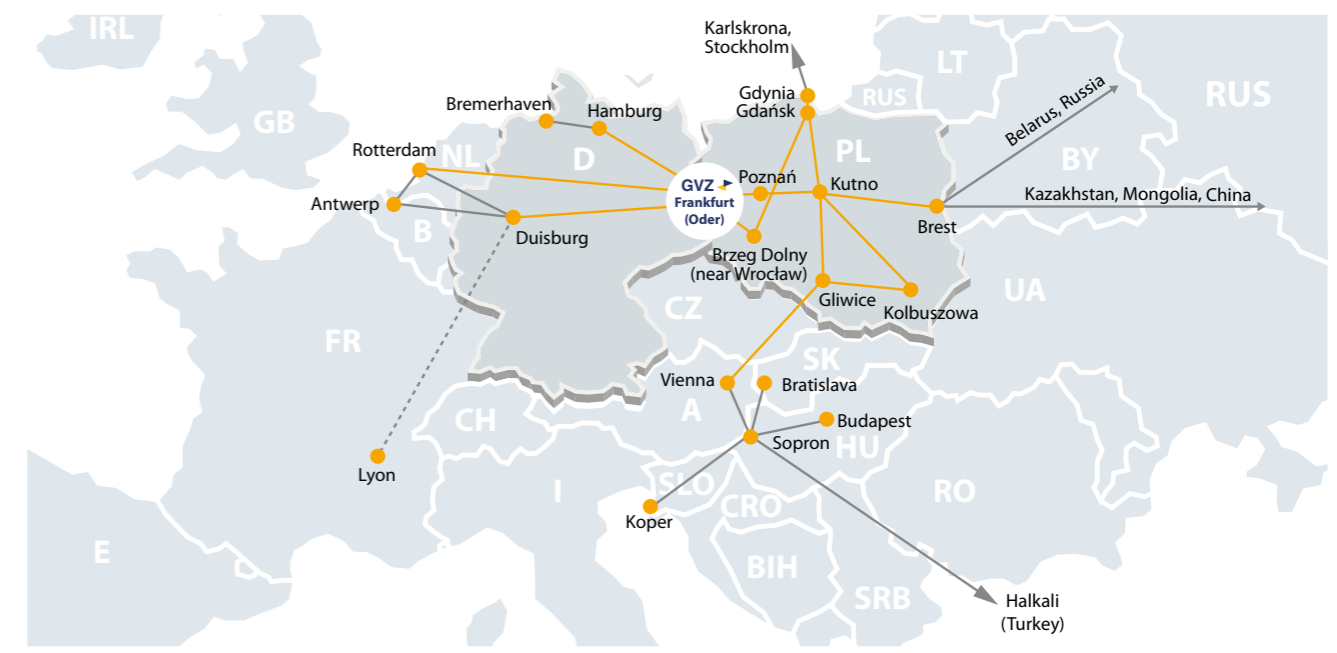 IRL
Karlskrona,
Stockholm
LT
GB
Bremerhaven
Hamburg
Gdynia
Gdańsk
RUS
RUS
Belarus, Russia
Rotterdam
NL
D
PL
BY
GVZ
Frankfurt
(Oder)
Poznań
Kutno
Kazakhstan, Mongolia, China
Antwerp
B
Duisburg
Brest
Brzeg Dolny
(near Wrocław)
Gliwice
Kolbuszowa
UA
CZ
FR
SK
Vienna
Bratislava
A
CH
Budapest
Sopron
HU
Lyon
I
SLO
CRO
RO
Koper
E
BIH
SRB
Halkali
(Turkey)